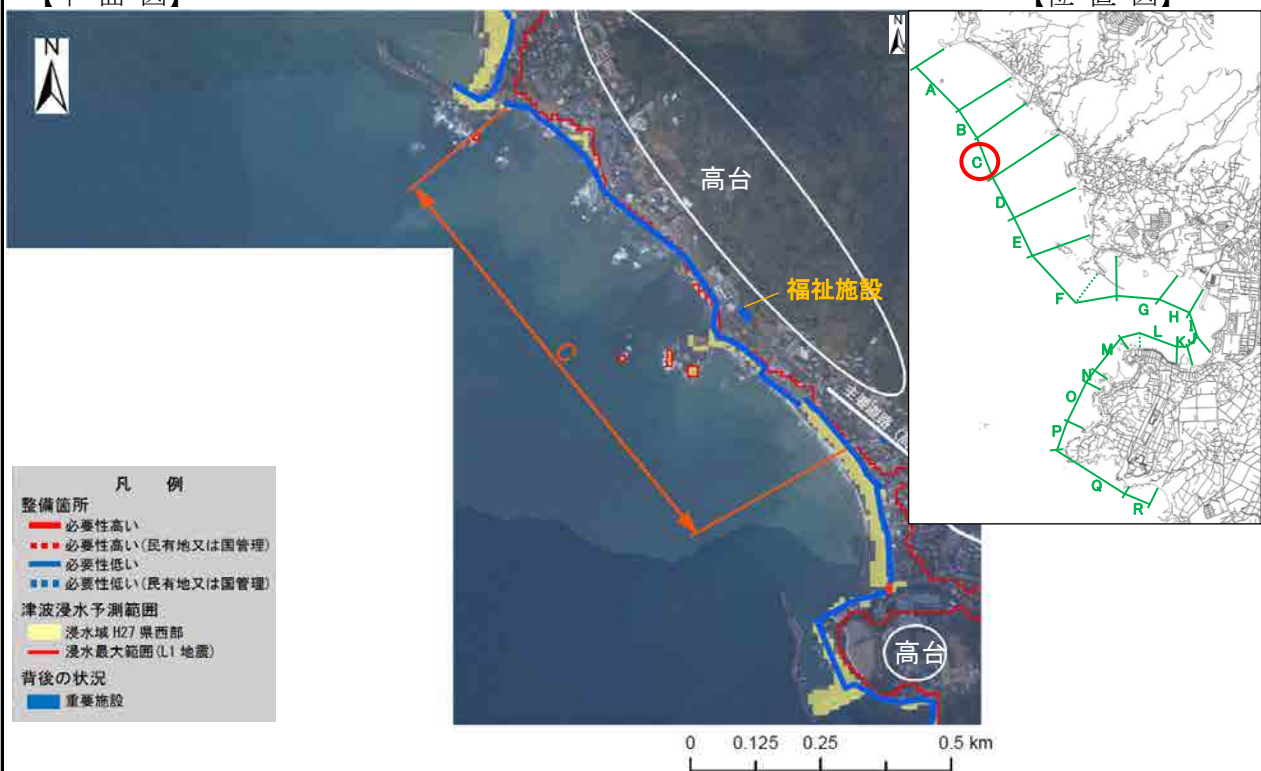 【平 面 図】
【位 置 図】
N
N
高台
福祉施設
C
高台
A
B
C
D
E
F
G
H
I
J
K
L
M
N
O
P
Q
R
凡 例
整備箇所
必要性高い
必要性高い(民有地又は国管理)
必要性低い
必要性低い(民有地又は国管理)
津波浸水予測範囲
浸水域 H27 県西部
浸水最大範囲(L1 地震)
背後の状況
重要施設
0 0.125 0.25 0.5 km